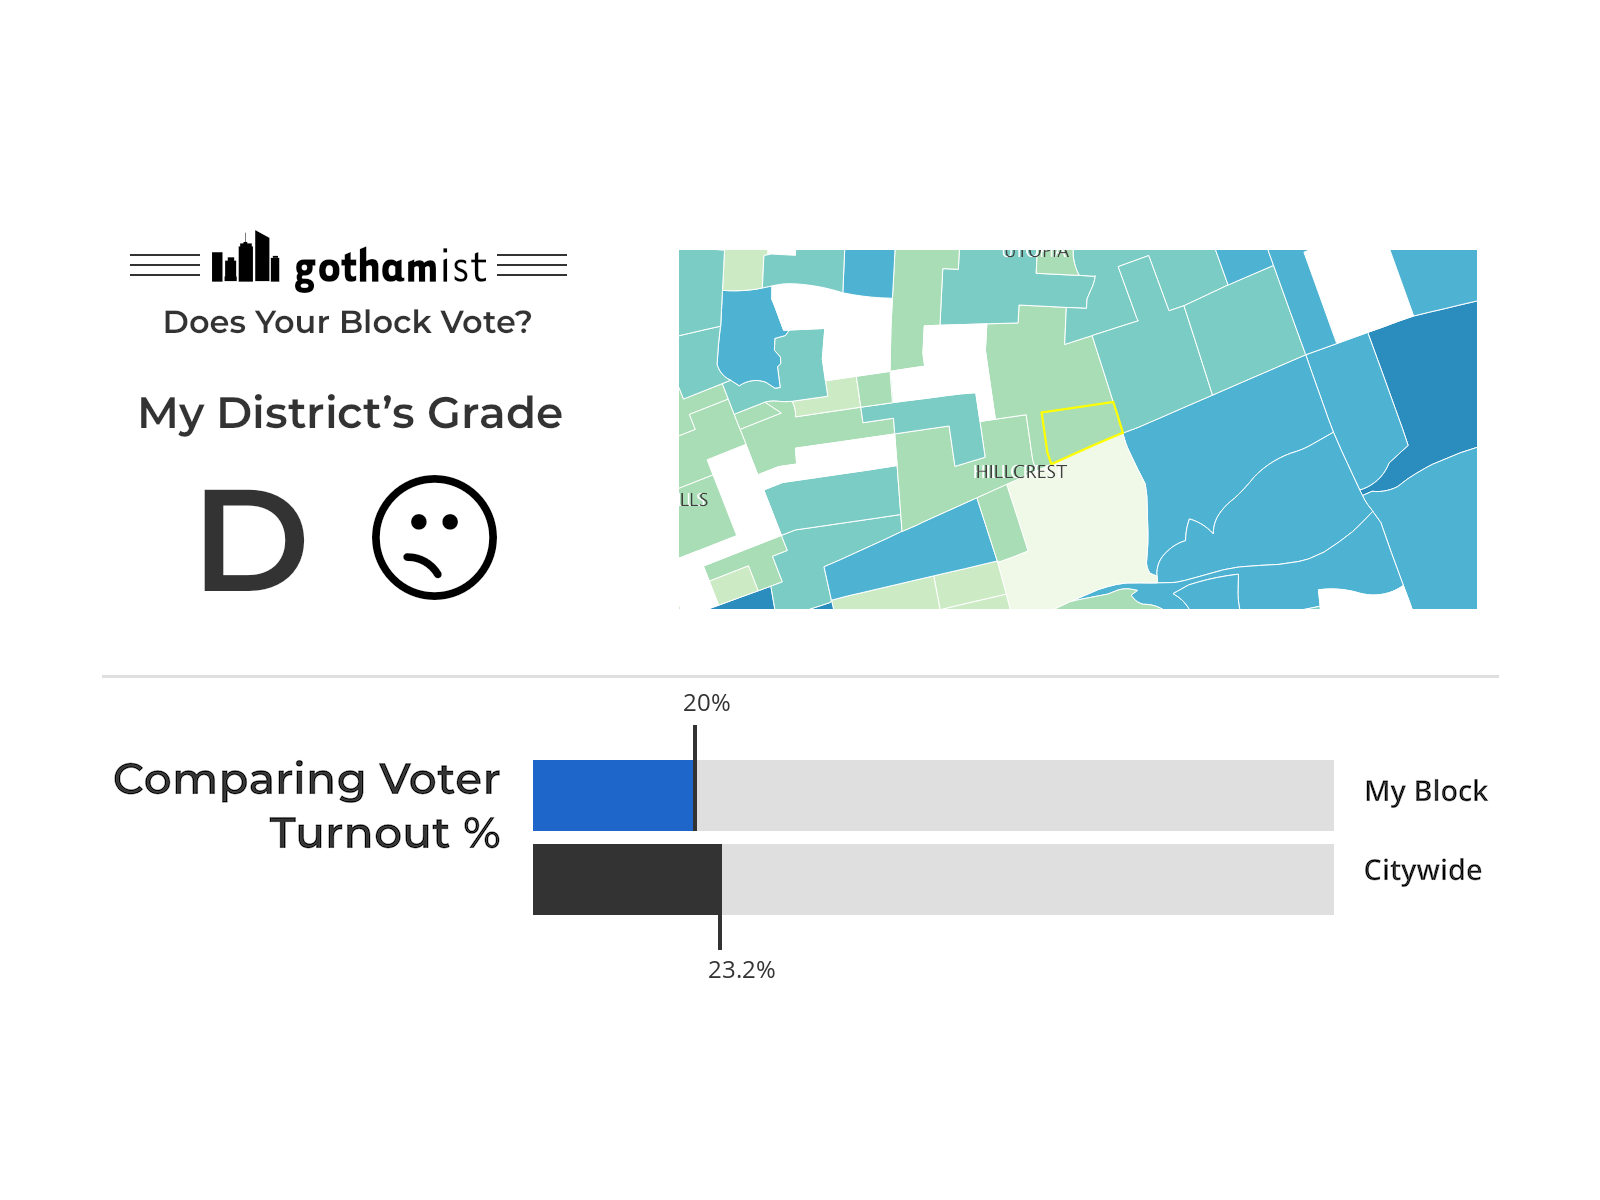 gothamist
Does Your Block Vote?
My District’s Grade
D
UTOPIA
HILLCREST
LLS
20%
Comparing Voter
Turnout %
My Block
Citywide
23.2%